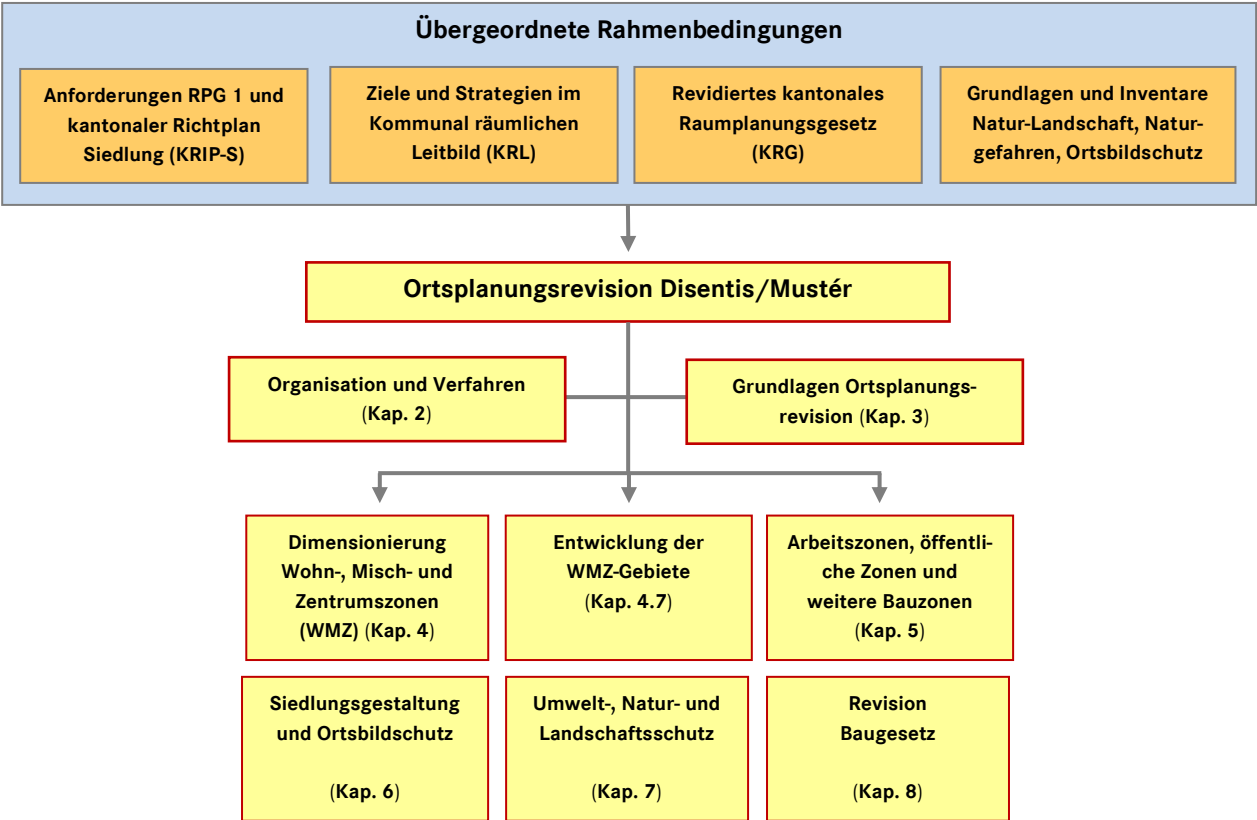 Übergeordnete Rahmenbedingungen
Anforderungen RPG 1 und
kantonaler Richtplan
Siedlung (KRIP-S)
Ziele und Strategien im
Kommunal räumlichen
Leitbild (KRL)
Revidiertes kantonales
Raumplanungsgesetz
(KRG)
Grundlagen und Inventare
Natur-Landschaft, Natur-
gefahren, Ortsbildschutz
Ortsplanungsrevision Disentis/Mustér
Organisation und Verfahren
(Kap. 2)
Grundlagen Ortsplanungs-
revision (Kap. 3)
Dimensionierung
Wohn-, Misch- und
Zentrumszonen
(WMZ) (Kap. 4)
Entwicklung der
WMZ-Gebiete
(Kap. 4.7)
Arbeitszonen, öffentli-
che Zonen und
weitere Bauzonen
(Kap. 5)
Siedlungsgestaltung
und Ortsbildschutz
(Kap. 6)
Umwelt-, Natur- und
Landschaftsschutz
(Kap. 7)
Revision
Baugesetz
(Kap. 8)